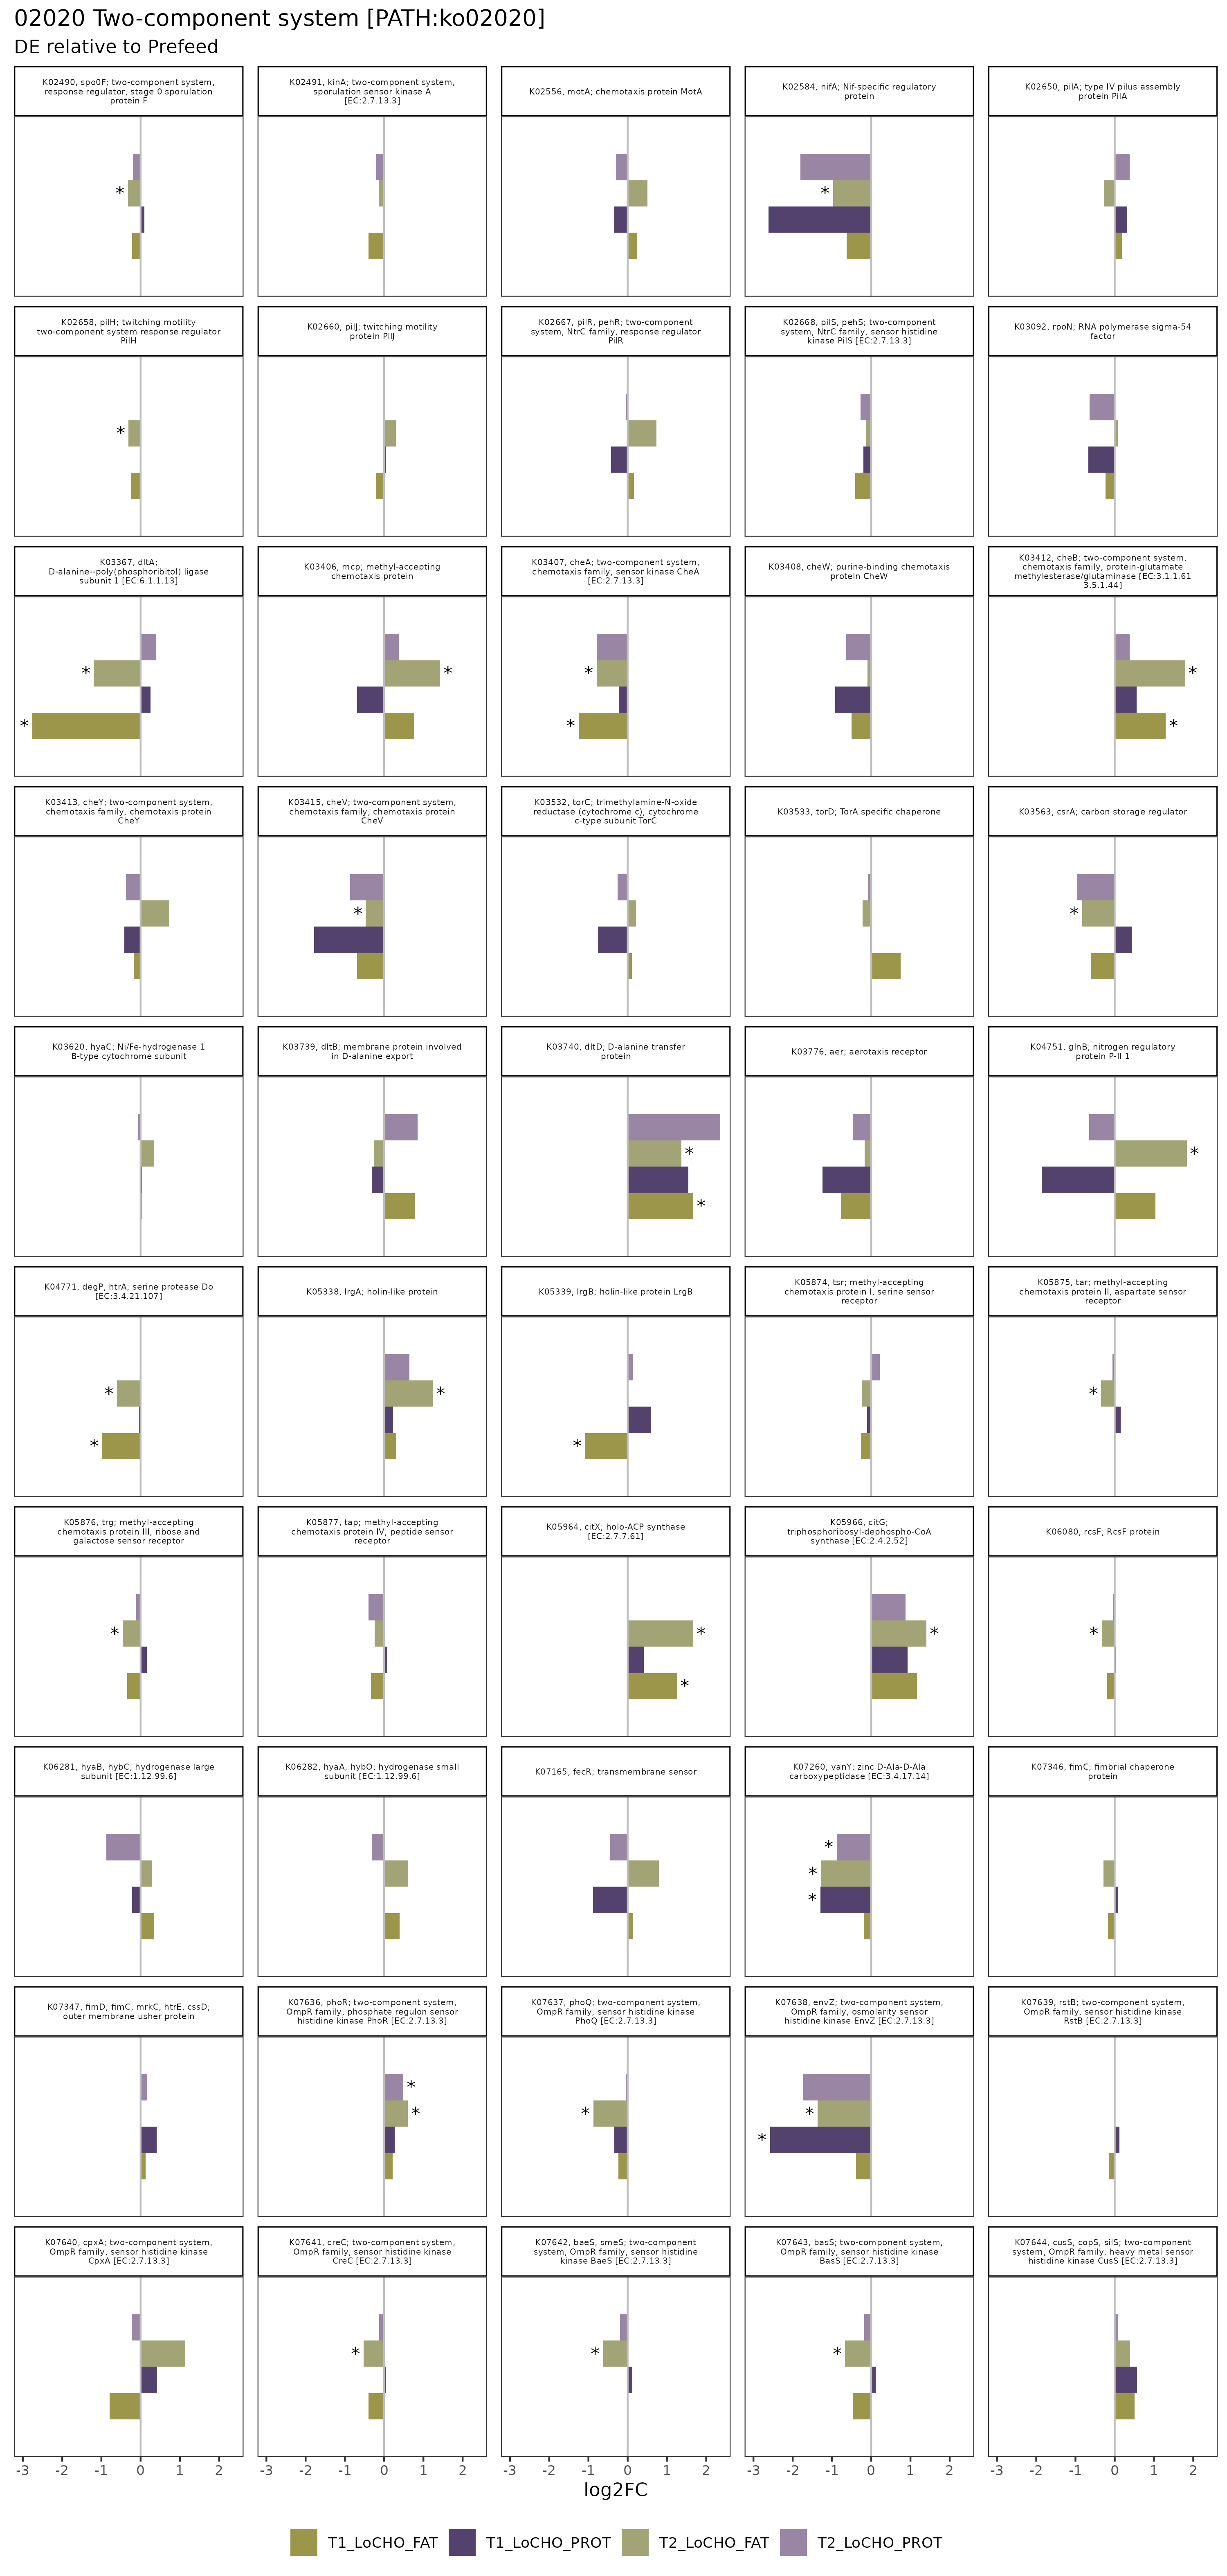 02020 Two-component system [PATH:ko02020]
DE relative to Prefeed
K02490, spo0F; two-component system,
response regulator, stage 0 sporulation
protein F
K02491, kinA; two-component system,
sporulation sensor kinase A
[EC:2.7.13.3]
K02556, motA; chemotaxis protein MotA
K02584, nifA; Nif-specific regulatory
protein
K02650, pilA; type IV pilus assembly
protein PilA
*
*
K02658, pilH; twitching motility
two-component system response regulator
PilH
K02660, pilJ; twitching motility
protein PilJ
K02667, pilR, pehR; two-component
system, NtrC family, response regulator
PilR
K02668, pilS, pehS; two-component
system, NtrC family, sensor histidine
kinase PilS [EC:2.7.13.3]
K03092, rpoN; RNA polymerase sigma-54
factor
*
K03367, dltA;
D-alanine--poly(phosphoribitol) ligase
subunit 1 [EC:6.1.1.13]
K03406, mcp; methyl-accepting
chemotaxis protein
K03407, cheA; two-component system,
chemotaxis family, sensor kinase CheA
[EC:2.7.13.3]
K03408, cheW; purine-binding chemotaxis
protein CheW
K03412, cheB; two-component system,
chemotaxis family, protein-glutamate
methylesterase/glutaminase [EC:3.1.1.61
3.5.1.44]
* * * *
* * *
K03413, cheY; two-component system,
chemotaxis family, chemotaxis protein
CheY
K03415, cheV; two-component system,
chemotaxis family, chemotaxis protein
CheV
K03532, torC; trimethylamine-N-oxide
reductase (cytochrome c), cytochrome
c-type subunit TorC
K03533, torD; TorA specific chaperone
K03563, csrA; carbon storage regulator
* *
K03620, hyaC; Ni/Fe-hydrogenase 1
B-type cytochrome subunit
K03739, dltB; membrane protein involved
in D-alanine export
K03740, dltD; D-alanine transfer
protein
K03776, aer; aerotaxis receptor
K04751, glnB; nitrogen regulatory
protein P-II 1
* *
*
K04771, degP, htrA; serine protease Do
[EC:3.4.21.107]
K05338, lrgA; holin-like protein
K05339, lrgB; holin-like protein LrgB
K05874, tsr; methyl-accepting
chemotaxis protein I, serine sensor
receptor
K05875, tar; methyl-accepting
chemotaxis protein II, aspartate sensor
receptor
* * *
* *
K05876, trg; methyl-accepting
chemotaxis protein III, ribose and
galactose sensor receptor
K05877, tap; methyl-accepting
chemotaxis protein IV, peptide sensor
receptor
K05964, citX; holo-ACP synthase
[EC:2.7.7.61]
K05966, citG;
triphosphoribosyl-dephospho-CoA
synthase [EC:2.4.2.52]
K06080, rcsF; RcsF protein
* * * *
*
K06281, hyaB, hybC; hydrogenase large
subunit [EC:1.12.99.6]
K06282, hyaA, hybO; hydrogenase small
subunit [EC:1.12.99.6]
K07165, fecR; transmembrane sensor
K07260, vanY; zinc D-Ala-D-Ala
carboxypeptidase [EC:3.4.17.14]
K07346, fimC; fimbrial chaperone
protein
*
*
*
K07347, fimD, fimC, mrkC, htrE, cssD;
outer membrane usher protein
K07636, phoR; two-component system,
OmpR family, phosphate regulon sensor
histidine kinase PhoR [EC:2.7.13.3]
K07637, phoQ; two-component system,
OmpR family, sensor histidine kinase
PhoQ [EC:2.7.13.3]
K07638, envZ; two-component system,
OmpR family, osmolarity sensor
histidine kinase EnvZ [EC:2.7.13.3]
K07639, rstB; two-component system,
OmpR family, sensor histidine kinase
RstB [EC:2.7.13.3]
*
* * *
*
K07640, cpxA; two-component system,
OmpR family, sensor histidine kinase
CpxA [EC:2.7.13.3]
K07641, creC; two-component system,
OmpR family, sensor histidine kinase
CreC [EC:2.7.13.3]
K07642, baeS, smeS; two-component
system, OmpR family, sensor histidine
kinase BaeS [EC:2.7.13.3]
K07643, basS; two-component system,
OmpR family, sensor histidine kinase
BasS [EC:2.7.13.3]
K07644, cusS, copS, silS; two-component
system, OmpR family, heavy metal sensor
histidine kinase CusS [EC:2.7.13.3]
* * *
-3 -2 -1 0 1 2 -3 -2 -1 0 1 2 -3 -2 -1 0 1 2 -3 -2 -1 0 1 2 -3 -2 -1 0 1 2
log2FC
T1_LoCHO_FAT T1_LoCHO_PROT T2_LoCHO_FAT T2_LoCHO_PROT